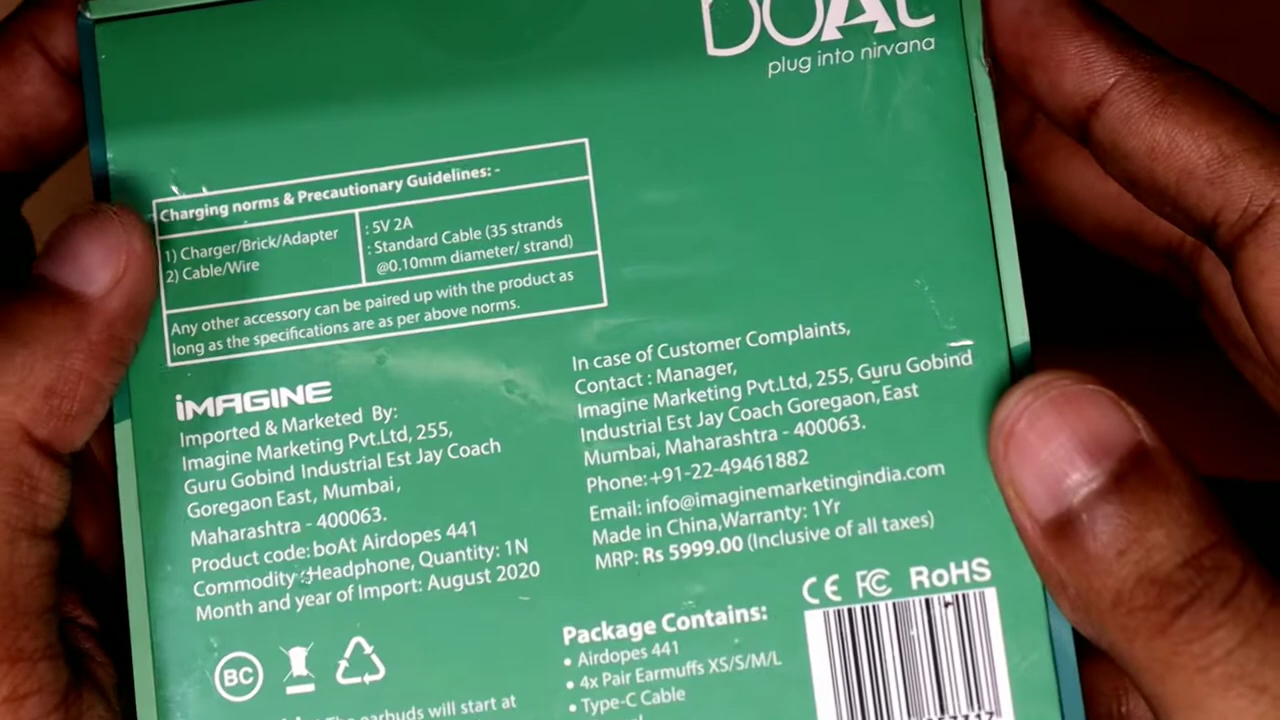 boAt
plug into nirvana
Charging norms & Precautionary Guidelines: -
1) Charger/Brick/Adapter : 5V 2A
2) Cable/Wire : Standard Cable (35 strands
@0.10mm diameter/ strand)
Any other accessory can be paired up with the product as
long as the specifications are as per above norms.
iMAGINE
Imported & Marketed By:
Imagine Marketing Pvt.Ltd, 255,
Guru Gobind Industrial Est Jay Coach
Goregaon East, Mumbai,
Maharashtra - 400063.
Product code: boAt Airdopes 441
Commodity :Headphone, Quantity: 1N
Month and year of Import: August 2020
In case of Customer Complaints,
Contact : Manager,
Imagine Marketing Pvt.Ltd, 255, Guru Gobind
Industrial Est Jay Coach Goregaon, East
Mumbai, Maharashtra - 400063.
Phone: +91-22-49461882
Email: info@imaginemarketingindia.com
Made in China,Warranty: 1Yr
MRP: Rs 5999.00 (Inclusive of all taxes)
CE FC RoHS
BC
Package Contains:
• Airdopes 441
• 4x Pair Earmuffs XS/S/M/L
• Type-C Cable
The earbuds will start at